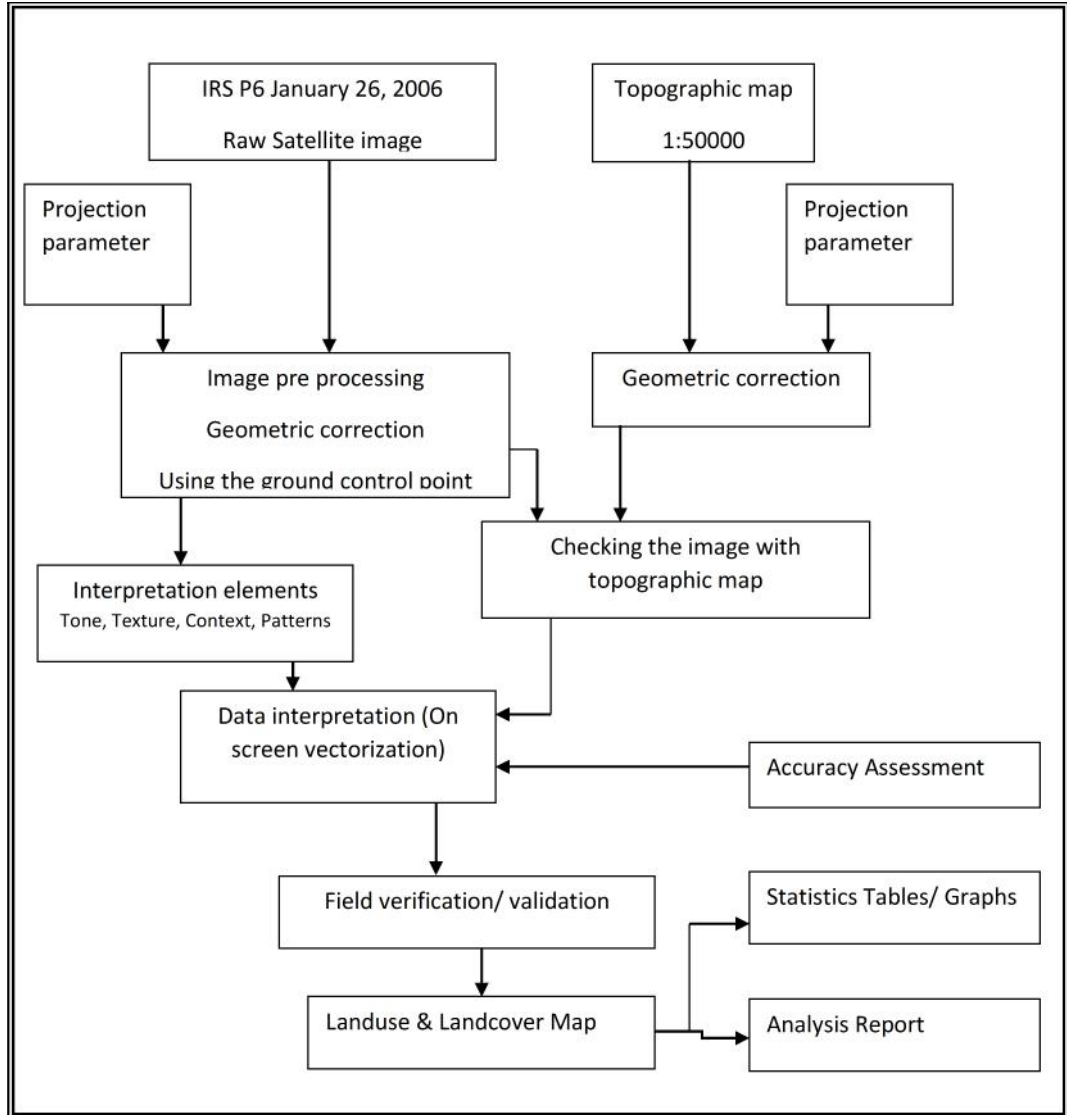 IRS P6 January 26, 2006
Raw Satellite image
Topographic map
1:50000
Projection
parameter
Projection
parameter
Image pre processing
Geometric correction
Using the ground control point
Geometric correction
Checking the image with
topographic map
Interpretation elements
Tone, Texture, Context, Patterns
Data interpretation (On
screen vectorization)
Accuracy Assessment
Field verification/ validation
Statistics Tables/ Graphs
Landuse & Landcover Map
Analysis Report